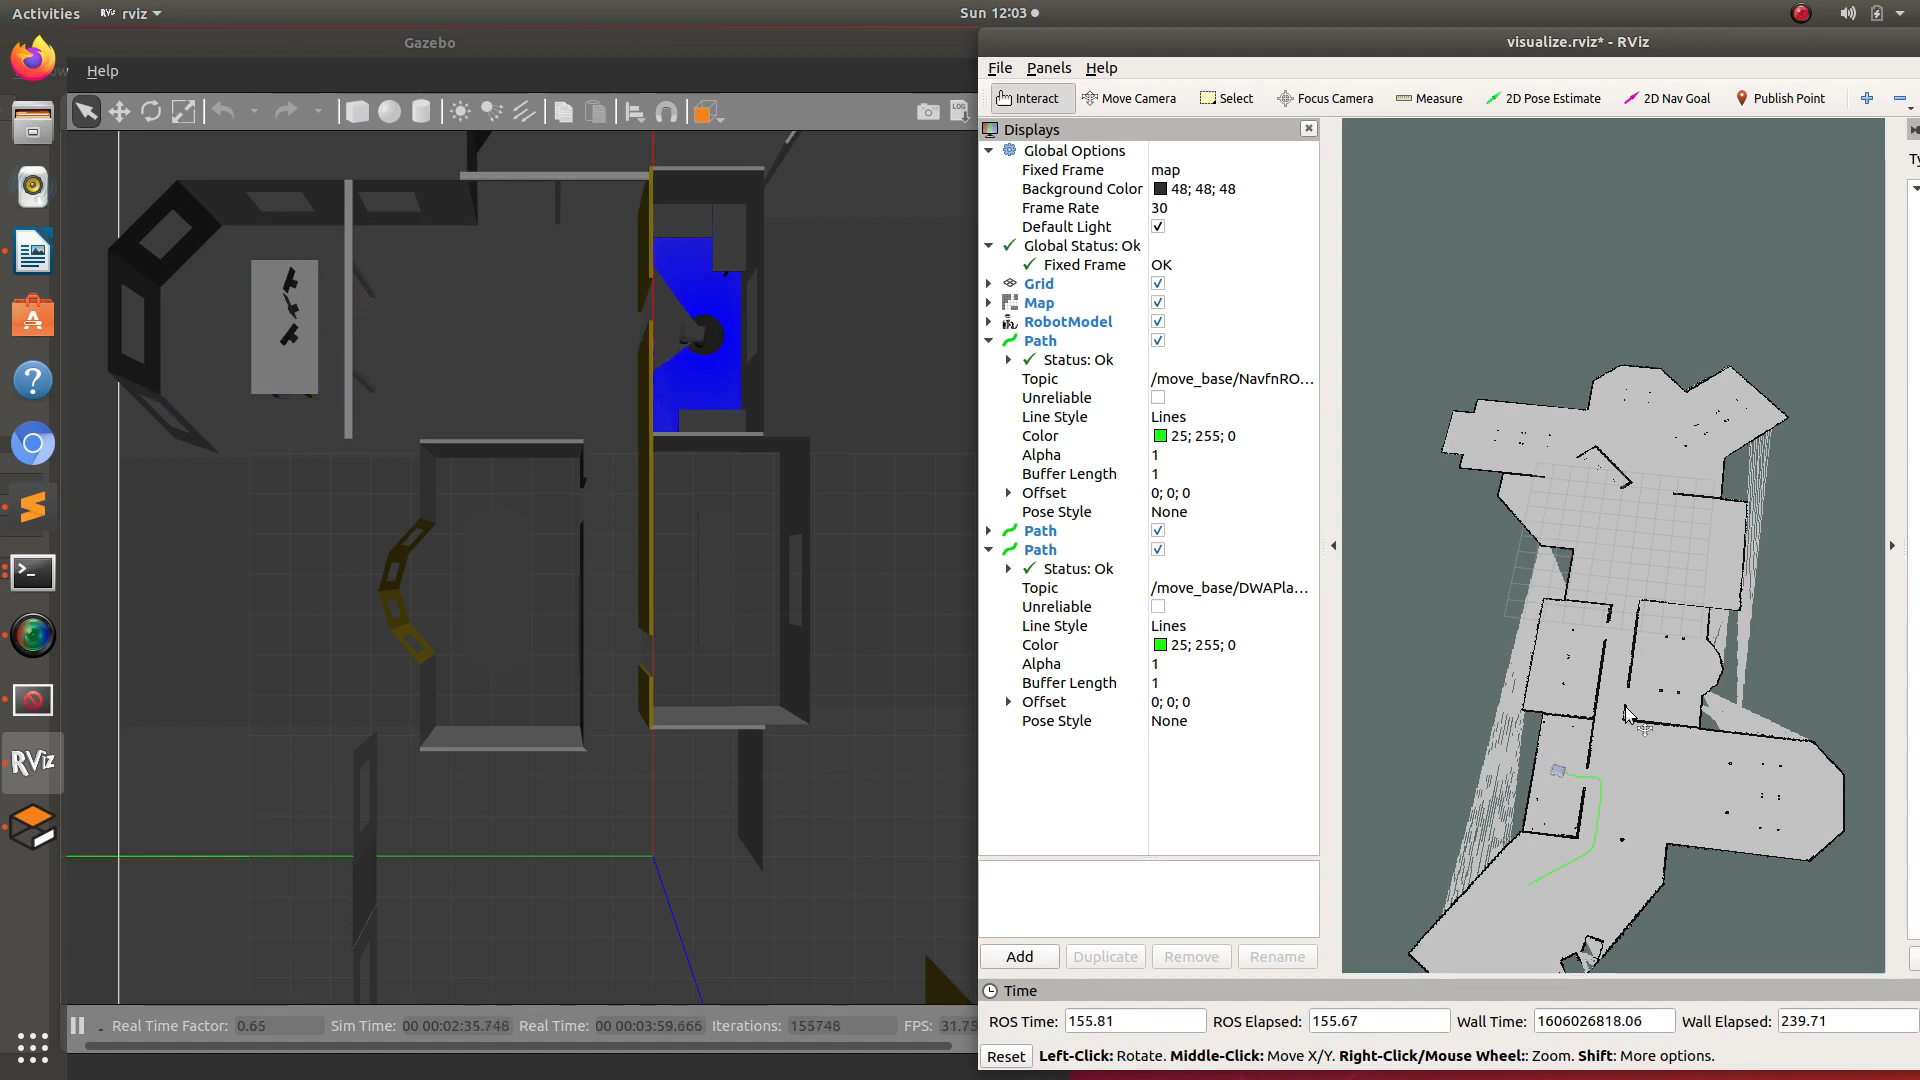 Activities
rviz
Sun 12:03
Gazebo
visualize.rviz* - RViz
Help
File Panels Help
Interact Move Camera Select Focus Camera Measure 2D Pose Estimate 2D Nav Goal Publish Point
LOG
Displays
Global Options
Fixed Frame map
Background Color 48; 48; 48
Frame Rate 30
Default Light
Global Status: Ok
Fixed Frame OK
Grid
Map
RobotModel
Path
Status: Ok
Topic /move_base/NavfnRO...
Unreliable
Line Style Lines
Color 25; 255; 0
Alpha 1
Buffer Length 1
Offset 0; 0; 0
Pose Style None
Path
Path
Status: Ok
Topic /move_base/DWAPla...
Unreliable
Line Style Lines
Color 25; 255; 0
Alpha 1
Buffer Length 1
Offset 0; 0; 0
Pose Style None
RViz
Add Duplicate Remove Rename
Time
Real Time Factor: 0.65 Sim Time: 00 00:02:35.748 Real Time: 00 00:03:59.666 Iterations: 155748 FPS: 31.75
ROS Time: 155.81 ROS Elapsed: 155.67 Wall Time: 1606026818.06 Wall Elapsed: 239.71
Reset Left-Click: Rotate. Middle-Click: Move X/Y. Right-Click/Mouse Wheel:: Zoom. Shift: More options.